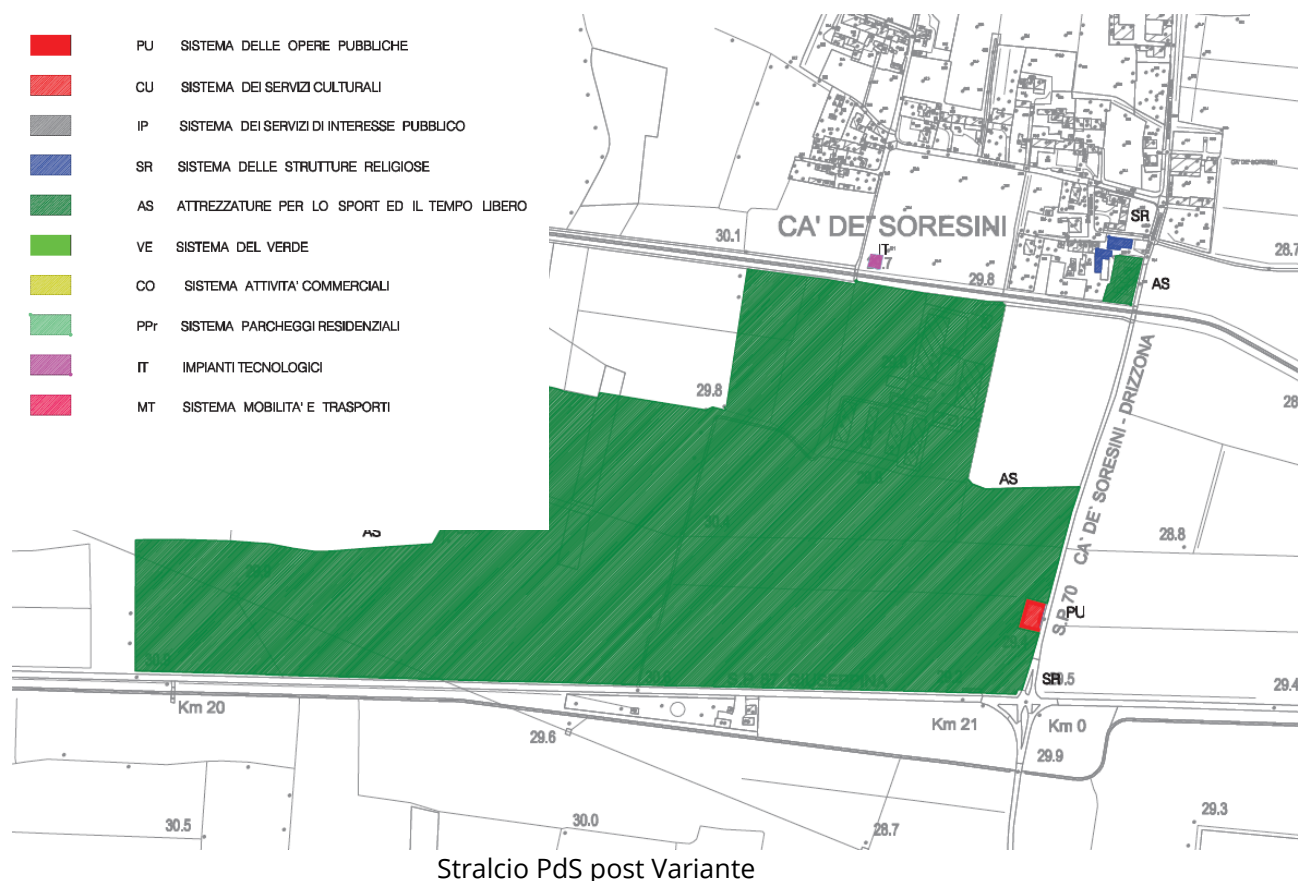 PU SISTEMA DELLE OPERE PUBBLICHE
CU SISTEMA DEI SERVIZI CULTURALI
IP SISTEMA DEI SERVIZI DI INTERESSE PUBBLICO
SR SISTEMA DELLE STRUTTURE RELIGIOSE
AS ATTREZZATURE PER LO SPORT ED IL TEMPO LIBERO
VE SISTEMA DEL VERDE
CO SISTEMA ATTIVITA' COMMERCIALI
PPr SISTEMA PARCHEGGI RESIDENZIALI
IT IMPIANTI TECNOLOGICI
MT SISTEMA MOBILITA' E TRASPORTI
CA' DE' SORESINI
SR
CA' DE' SORESINI
30.1
IT
28.7
29.8
AS
29.8
28
AS
AS
28.8
S.P. 70 CA' DE' SORESINI - DRIZZONA
PU
S.P. 87 GIUSEPPINA
SR
29.4
Km 20
Km 21
Km 0
29.6
29.9
30.5
30.0
28.7
29.3
Stralcio PdS post Variante